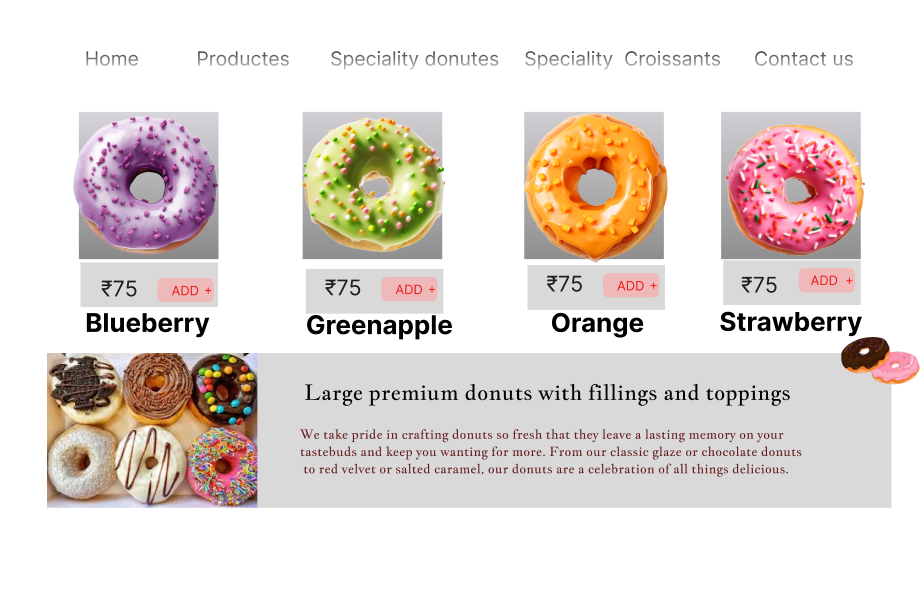 Home Productes Speciality donutes Speciality Croissants Contact us
₹75 ADD + ₹75 ADD + ₹75 ADD + ₹75 ADD +
Blueberry Greenapple Orange Strawberry
Large premium donuts with fillings and toppings
We take pride in crafting donuts so fresh that they leave a lasting memory on your
tastebuds and keep you wanting for more. From our classic glaze or chocolate donuts
to red velvet or salted caramel, our donuts are a celebration of all things delicious.